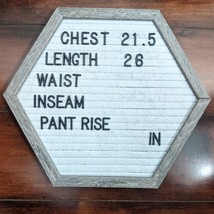 CHEST 21.5
LENGTH 26
WAIST
INSEAM
PANT RISE
IN